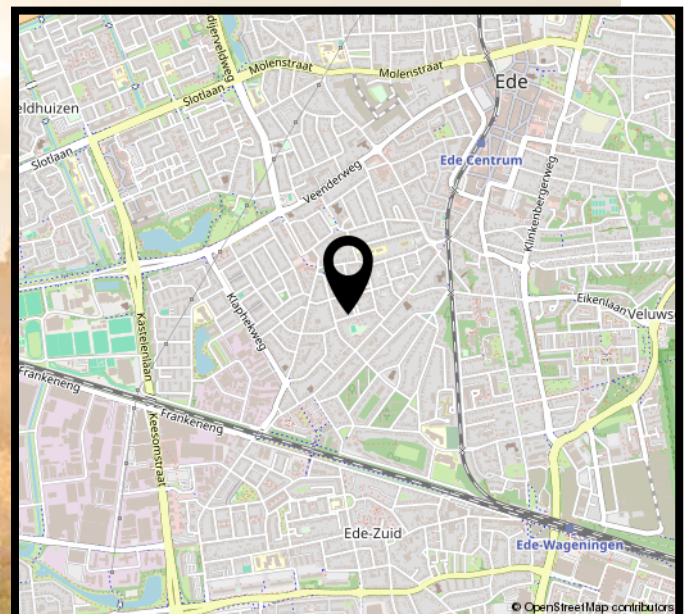 dijerveldweg
Molenstraat
Molenstraat
Ede
eldhuizen
Slotlaan
Slotlaan
Ede Centrum
Veenderweg
Klinkenbergerweg
Eikenlaan
Veluws
Klaphekweg
Kastelenlaan
Frankeneng
Frankeneng
Keesomstraat
Ede-Zuid
Ede-Wageningen
© OpenStreetMap contributors